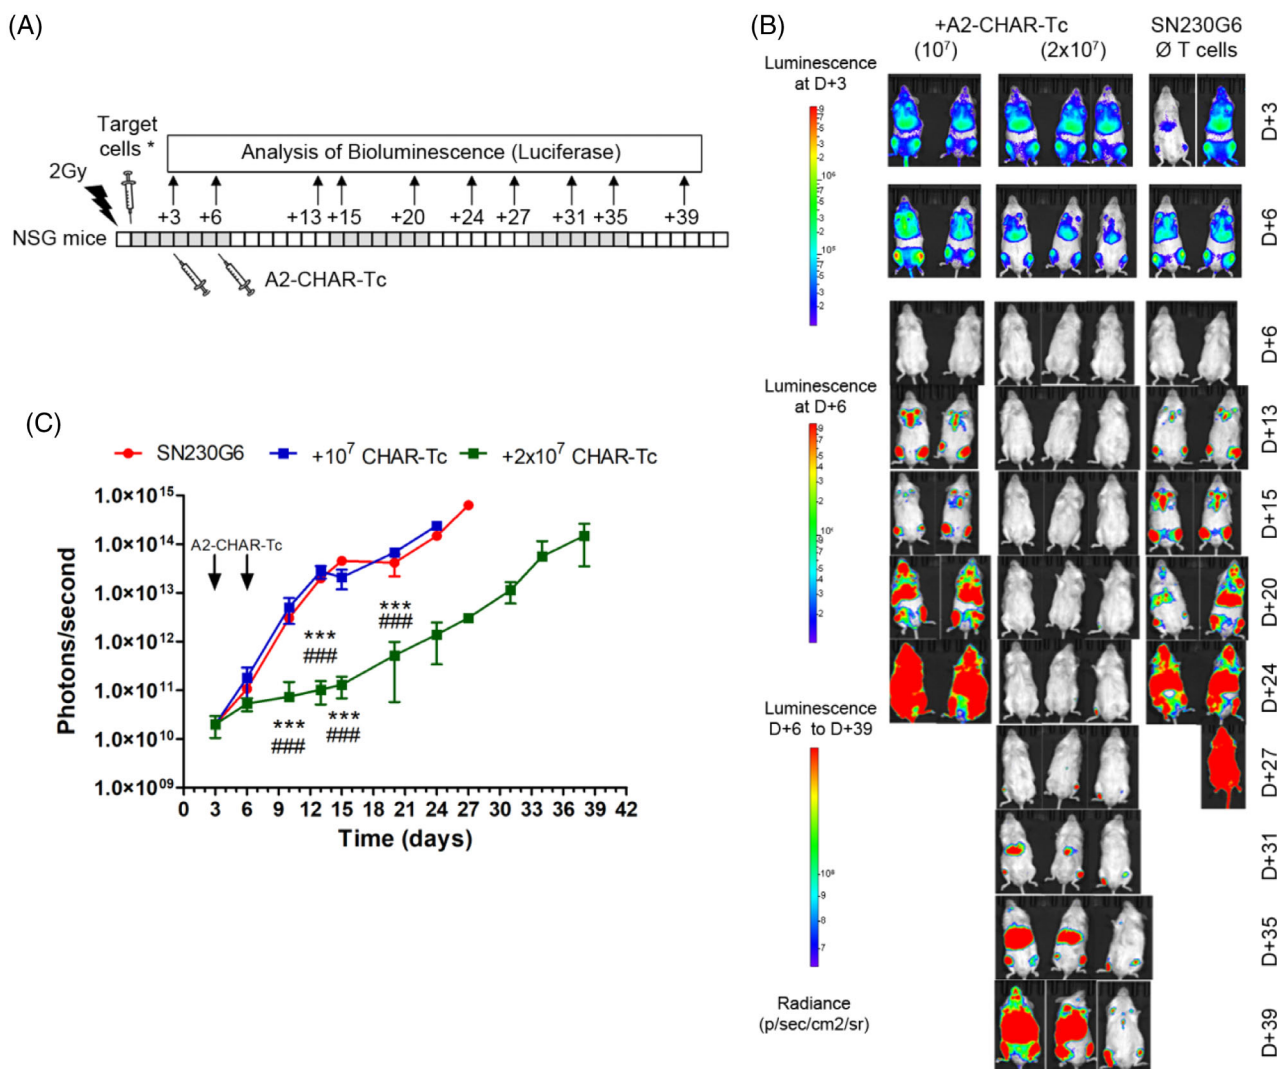 (A)
Target
cells *
2Gy
Analysis of Bioluminescence (Luciferase)
+3 +6 +13 +15 +20 +24 +27 +31 +35 +39
NSG mice
A2-CHAR-Tc
(B)
+A2-CHAR-Tc
(10⁷) (2x10⁷)
SN230G6
Ø T cells
Luminescence
at D+3
D+3
D+6
D+6
Luminescence
at D+6
D+13
D+15
D+20
D+24
Luminescence
D+6 to D+39
D+27
D+31
D+35
D+39
Radiance
(p/sec/cm2/sr)
(C)
SN230G6 +10⁷ CHAR-Tc +2x10⁷ CHAR-Tc
Photons/second
1.0×10¹⁵
1.0×10¹⁴
1.0×10¹³
1.0×10¹²
1.0×10¹¹
1.0×10¹⁰
1.0×10⁰⁹
A2-CHAR-Tc
***
###
***
###
***
###
***
###
0 3 6 9 12 15 18 21 24 27 30 33 36 39 42
Time (days)